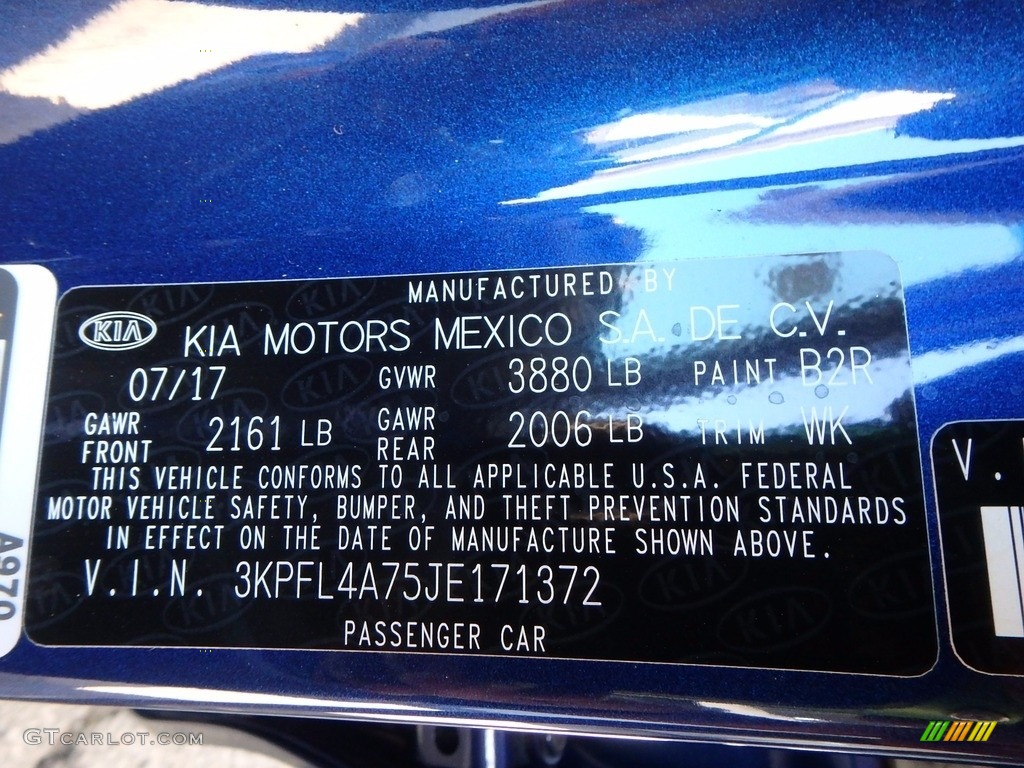 MANUFACTURED BY
KIA KIA MOTORS MEXICO S.A. DE C.V.
07/17 GVWR 3880 LB PAINT B2R
GAWR FRONT 2161 LB GAWR REAR 2006 LB TRIM WK
THIS VEHICLE CONFORMS TO ALL APPLICABLE U.S.A. FEDERAL
MOTOR VEHICLE SAFETY, BUMPER, AND THEFT PREVENTION STANDARDS
IN EFFECT ON THE DATE OF MANUFACTURE SHOWN ABOVE.
V.I.N. 3KPFL4A75JE171372
PASSENGER CAR
A970
V.
GTCARLOT.COM